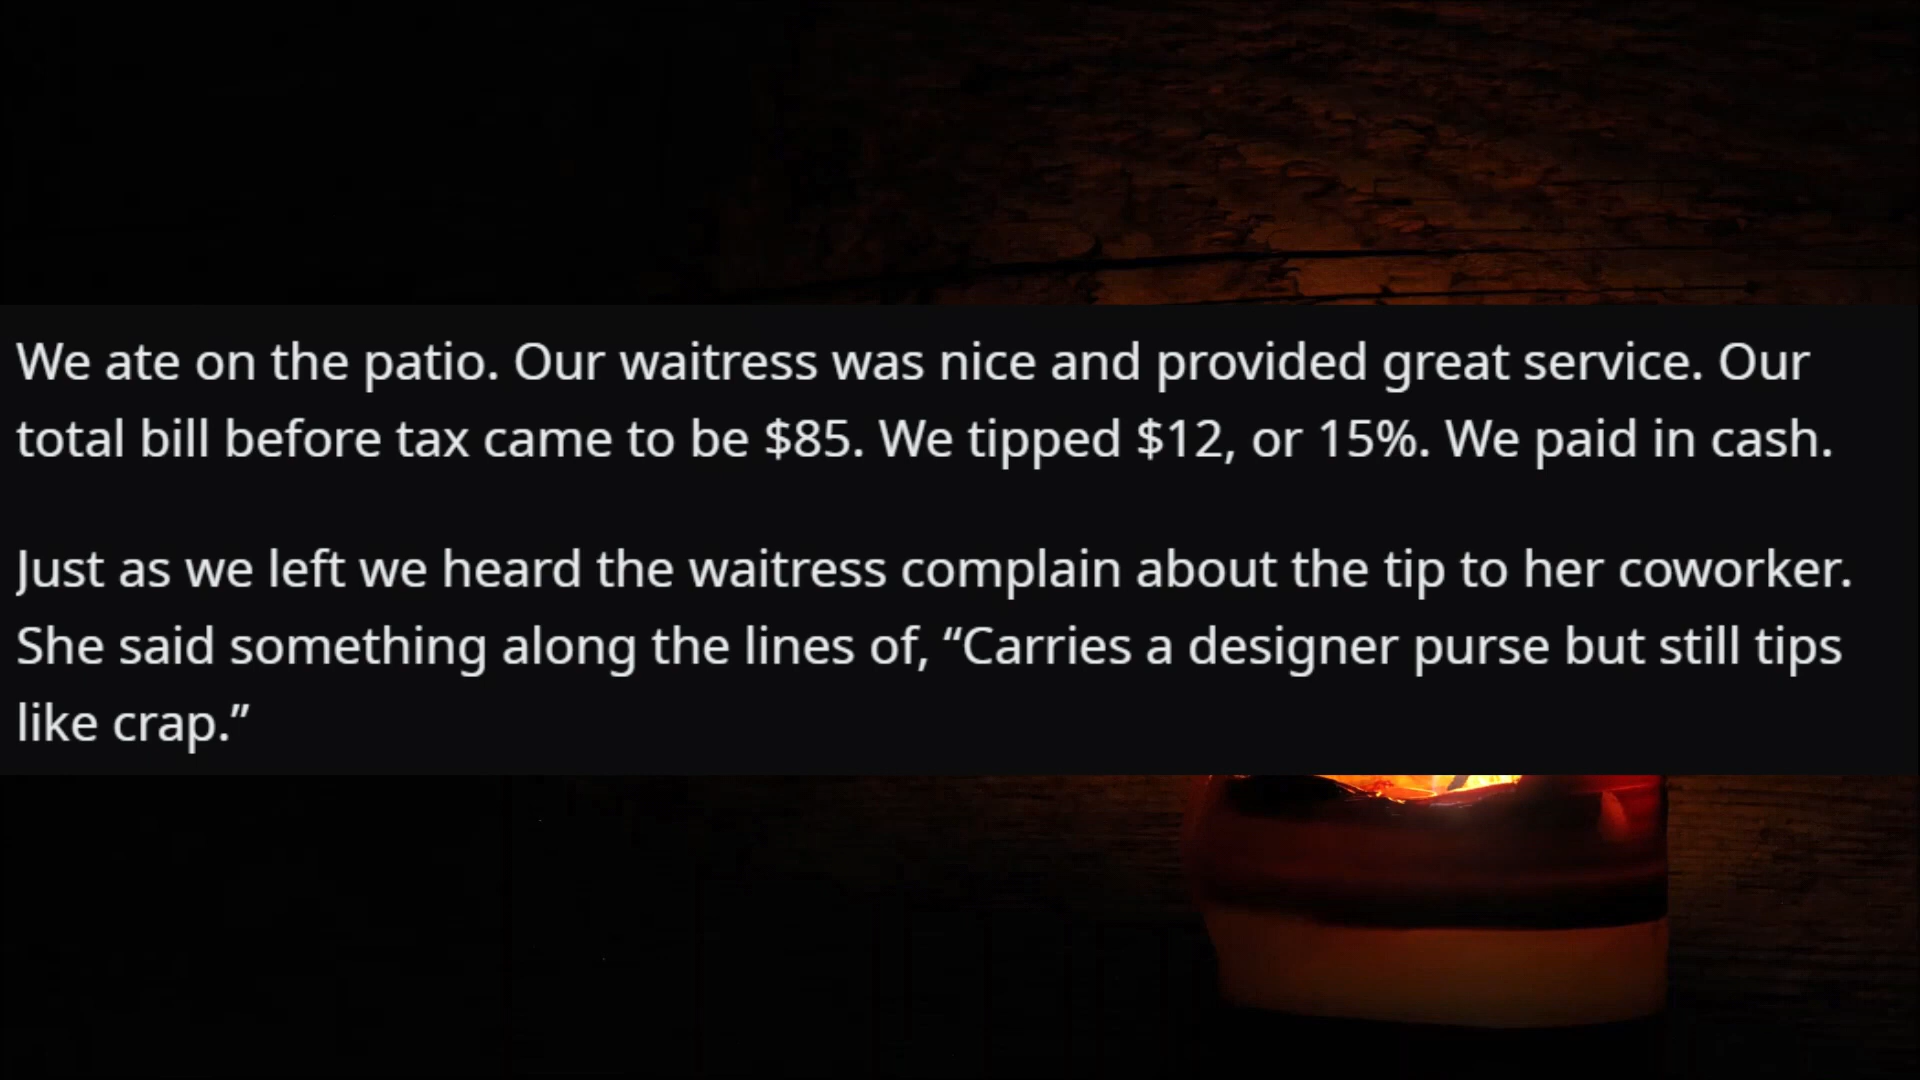 We ate on the patio. Our waitress was nice and provided great service. Our
total bill before tax came to be $85. We tipped $12, or 15%. We paid in cash.
Just as we left we heard the waitress complain about the tip to her coworker.
She said something along the lines of, “Carries a designer purse but still tips
like crap.”